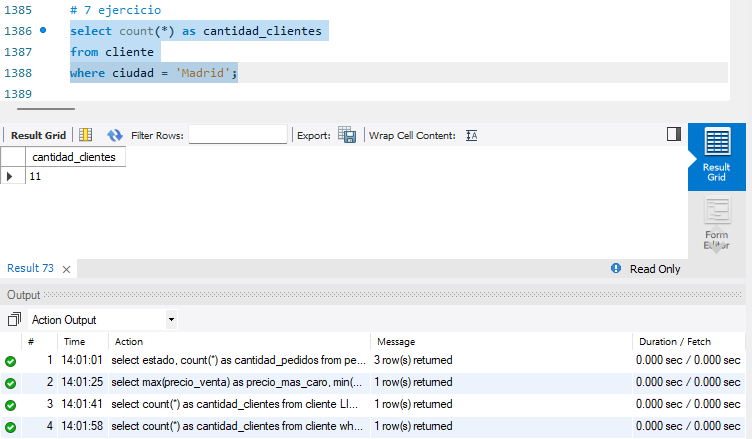 1385 # 7 ejercicio
1386 select count(*) as cantidad_clientes
1387 from cliente
1388 where ciudad = 'Madrid';
1389
Result Grid Filter Rows: Export: Wrap Cell Content:
cantidad_clientes
11
Result Grid
Form Editor
Result 73 Read Only
Output
Action Output
# Time Action Message Duration / Fetch
1 14:01:01 select estado, count(*) as cantidad_pedidos from pe... 3 row(s) returned 0.000 sec / 0.000 sec
2 14:01:25 select max(precio_venta) as precio_mas_caro, min(... 1 row(s) returned 0.000 sec / 0.000 sec
3 14:01:41 select count(*) as cantidad_clientes from cliente LI... 1 row(s) returned 0.000 sec / 0.000 sec
4 14:01:58 select count(*) as cantidad_clientes from cliente wh... 1 row(s) returned 0.000 sec / 0.000 sec